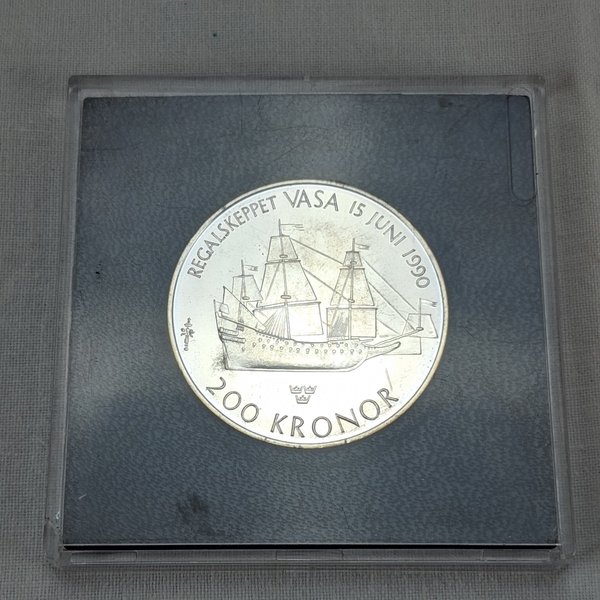 REGALSKEPPET VASA 15 JUNI 1990
200 KRONOR